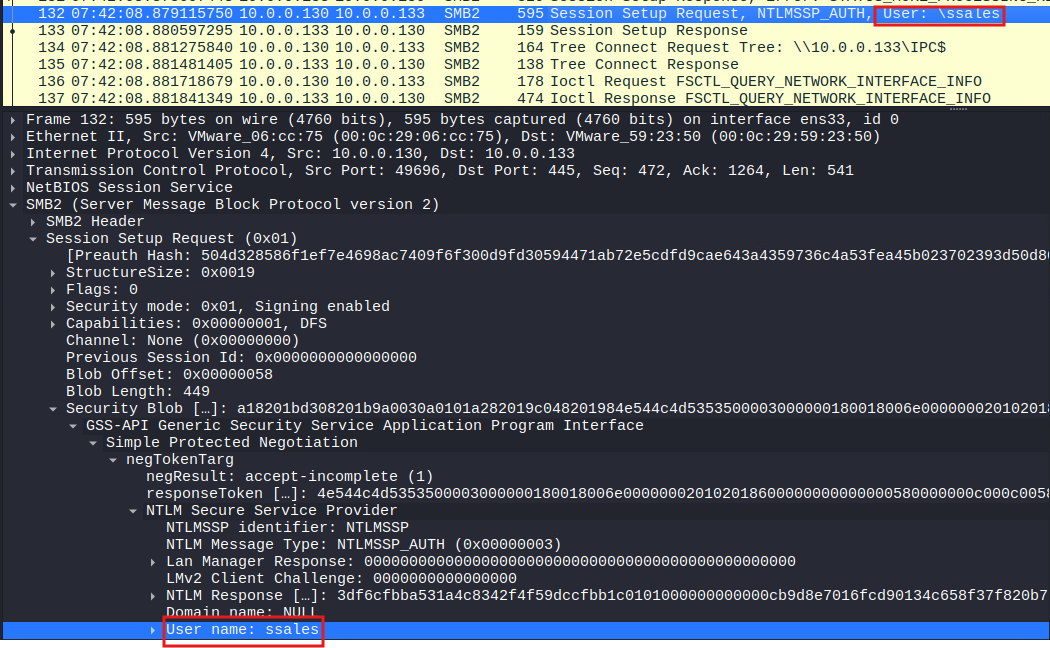 132 07:42:08.879115750 10.0.0.130 10.0.0.133 SMB2 595 Session Setup Request, NTLMSSP_AUTH, User: \ssales
133 07:42:08.880597295 10.0.0.133 10.0.0.130 SMB2 159 Session Setup Response
134 07:42:08.881275840 10.0.0.130 10.0.0.133 SMB2 164 Tree Connect Request Tree: \\10.0.0.133\IPC$
135 07:42:08.881481405 10.0.0.133 10.0.0.130 SMB2 138 Tree Connect Response
136 07:42:08.881718679 10.0.0.130 10.0.0.133 SMB2 178 Ioctl Request FSCTL_QUERY_NETWORK_INTERFACE_INFO
137 07:42:08.881841349 10.0.0.133 10.0.0.130 SMB2 474 Ioctl Response FSCTL_QUERY_NETWORK_INTERFACE_INFO
Frame 132: 595 bytes on wire (4760 bits), 595 bytes captured (4760 bits) on interface ens33, id 0
Ethernet II, Src: VMware_06:cc:75 (00:0c:29:06:cc:75), Dst: VMware_59:23:50 (00:0c:29:59:23:50)
Internet Protocol Version 4, Src: 10.0.0.130, Dst: 10.0.0.133
Transmission Control Protocol, Src Port: 49696, Dst Port: 445, Seq: 472, Ack: 1264, Len: 541
NetBIOS Session Service
SMB2 (Server Message Block Protocol version 2)
SMB2 Header
Session Setup Request (0x01)
[Preauth Hash: 504d328586f1ef7e4698ac7409f6f300d9fd30594471ab72e5cdfd9cae643a4359736c4a53fea45b023702393d50d8
StructureSize: 0x0019
Flags: 0
Security mode: 0x01, Signing enabled
Capabilities: 0x00000001, DFS
Channel: None (0x00000000)
Previous Session Id: 0x0000000000000000
Blob Offset: 0x00000058
Blob Length: 449
Security Blob […]: a18201bd308201b9a0030a0101a282019c048201984e544c4d5353500003000000180018006e000000020102018
GSS-API Generic Security Service Application Program Interface
Simple Protected Negotiation
negTokenTarg
negResult: accept-incomplete (1)
responseToken […]: 4e544c4d5353500003000000180018006e0000000201020186000000000000005800000000c000c0058
NTLM Secure Service Provider
NTLMSSP identifier: NTLMSSP
NTLM Message Type: NTLMSSP_AUTH (0x00000003)
Lan Manager Response: 000000000000000000000000000000000000000000000000
LMv2 Client Challenge: 0000000000000000
NTLM Response […]: 3df6cfbba531a4c8342f4f59dccfbb1c0101000000000000cb9d8e7016fcd90134c658f37f820b7
Domain name: NULL
User name: ssales